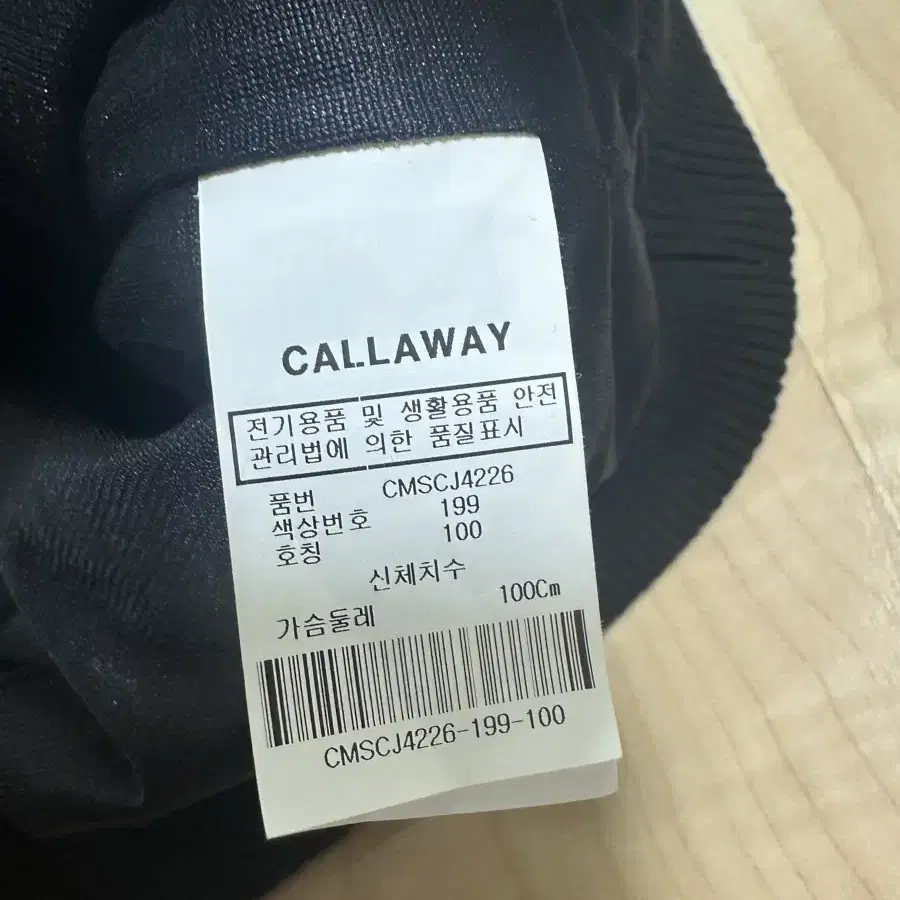 CALLAWAY
전기용품 및 생활용품 안전
관리법에 의한 품질표시
품번 CMSCJ4226
색상번호 199
호칭 100
신체치수
가슴둘레 100Cm
CMSCJ4226-199-100